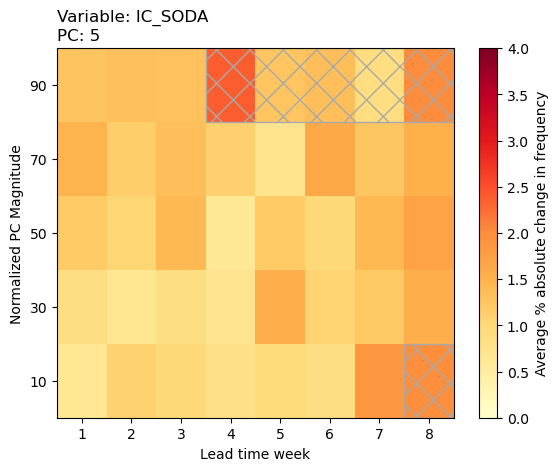 Variable: IC_SODA
PC: 5
90
70
50
30
10
Normalized PC Magnitude
1 2 3 4 5 6 7 8
Lead time week
4.0
3.5
3.0
2.5
2.0
1.5
1.0
0.5
0.0
Average % absolute change in frequency